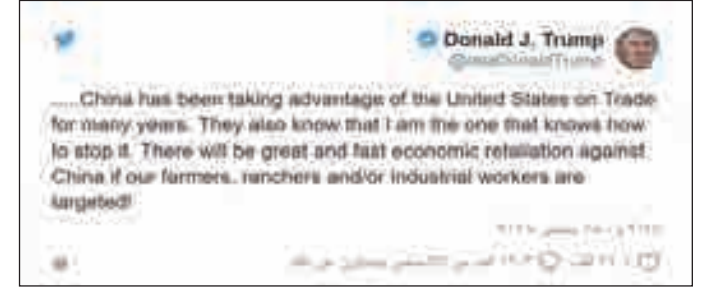 Donald J. Trump
@realDonaldTrump
.....China has been taking advantage of the United States on Trade
for many years. They also know that I am the one that knows how
to stop it. There will be great and fast economic retaliation against
China if our farmers, ranchers and/or industrial workers are
targeted!